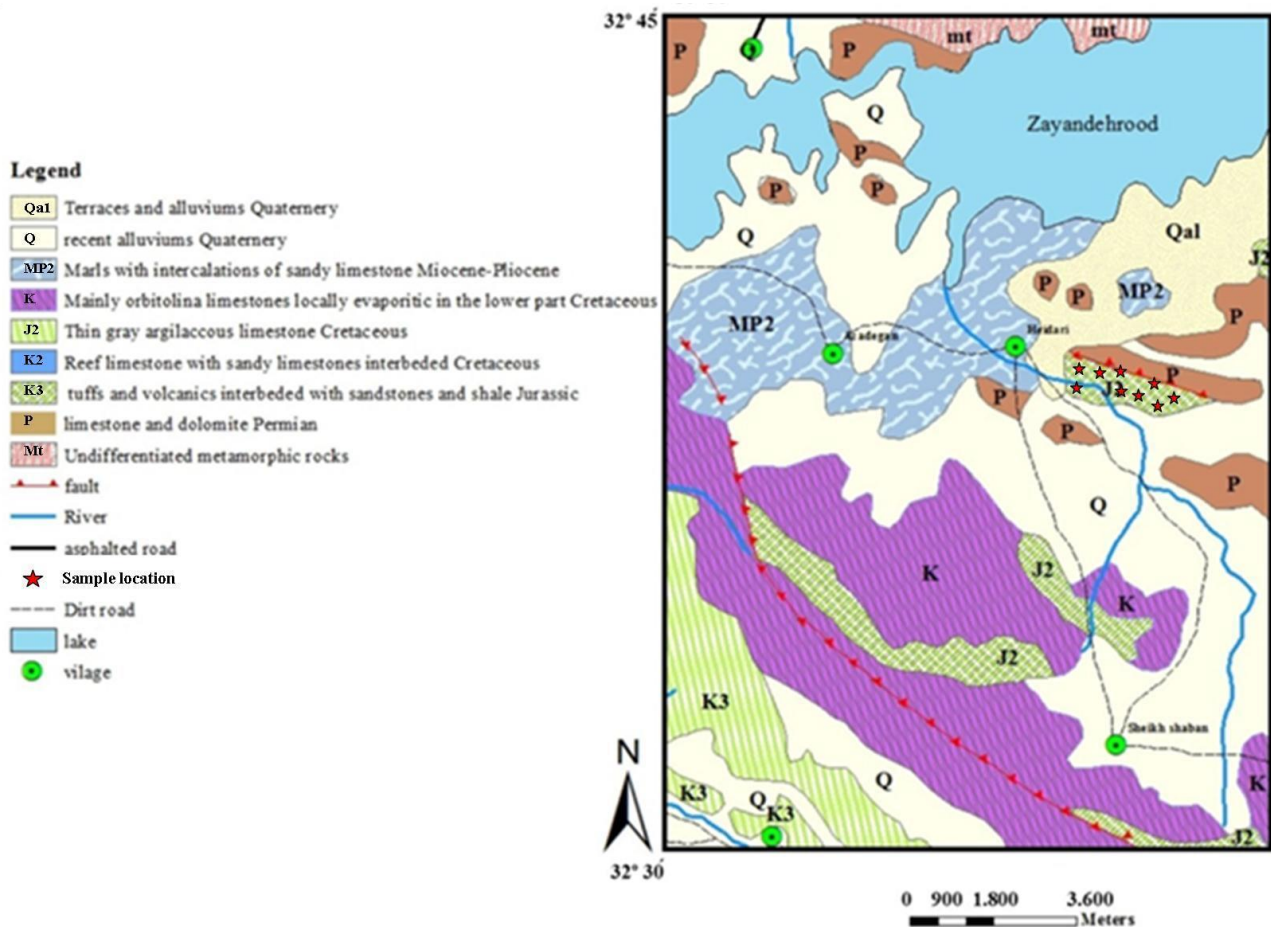 32° 45
P
P
mt
mt
Q
Zayandehrood
P
P
P
Q
Qal
J2
P
P
MP2
P
MP2
Heidari
P
J2
P
P
P
Q
K
J2
K
J2
K3
Sheikh shaban
Q
K
K3
Q
K3
J2
N
32° 30
0 900 1.800 3.600
Meters
Legend
Qa1 Terraces and alluviums Quaternery
Q recent alluviums Quaternery
MP2 Marls with intercalations of sandy limestone Miocene-Pliocene
K Mainly orbitolina limestones locally evaporitic in the lower part Cretaceous
J2 Thin gray argilaccous limestone Cretaceous
K2 Reef limestone with sandy limestones interbeded Cretaceous
K3 tuffs and volcanics interbeded with sandstones and shale Jurassic
P limestone and dolomite Permian
Mt Undifferentiated metamorphic rocks
fault
River
asphalted road
Sample location
Dirt road
lake
vilage